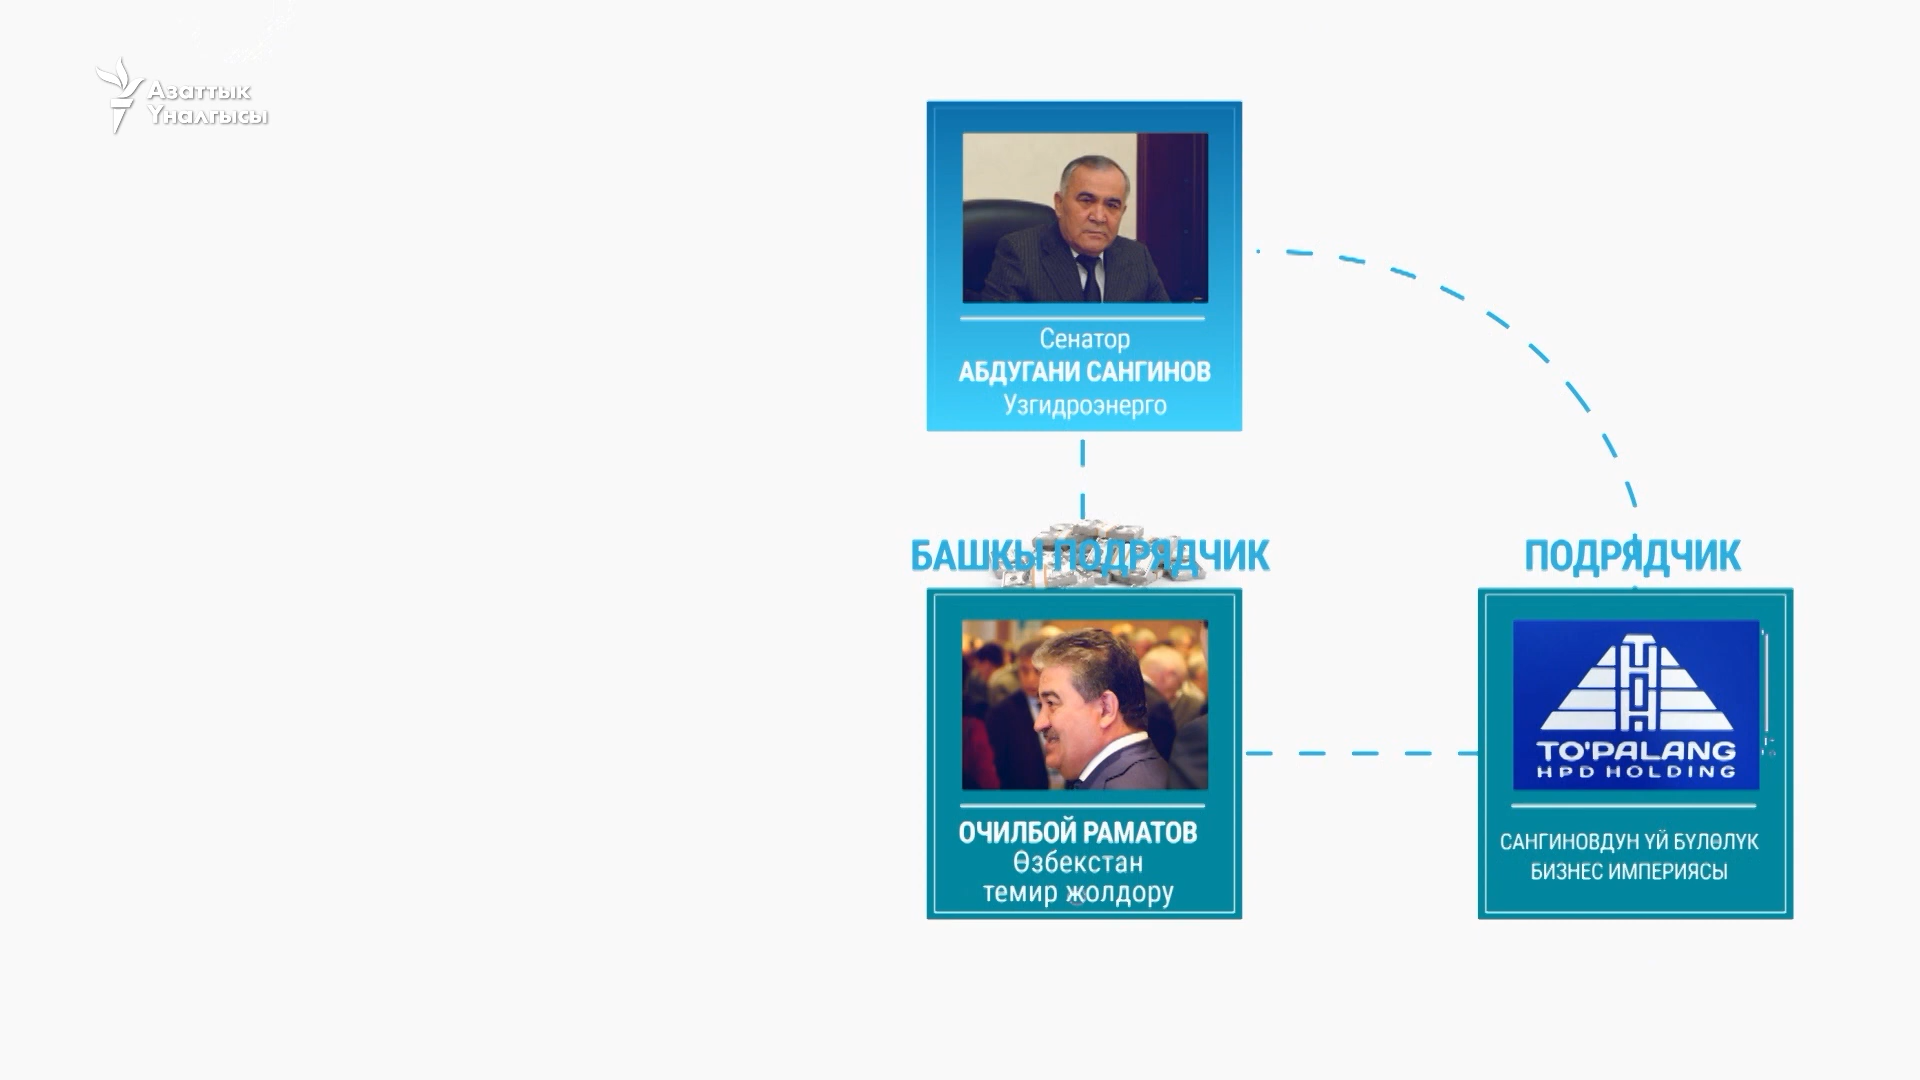 Азаттык
Үналгысы
Сенатор
АБДУГАНИ САНГИНОВ
Узгидроэнерго
БАШКЫ ПОДРЯДЧИК
ПОДРЯДЧИК
ОЧИЛБОЙ РАМАТОВ
Өзбекстан
темир жолдору
TO'PALANG
HPD HOLDING
САНГИНОВДУН ҮЙ БҮЛӨЛҮК
БИЗНЕС ИМПЕРИЯСЫ